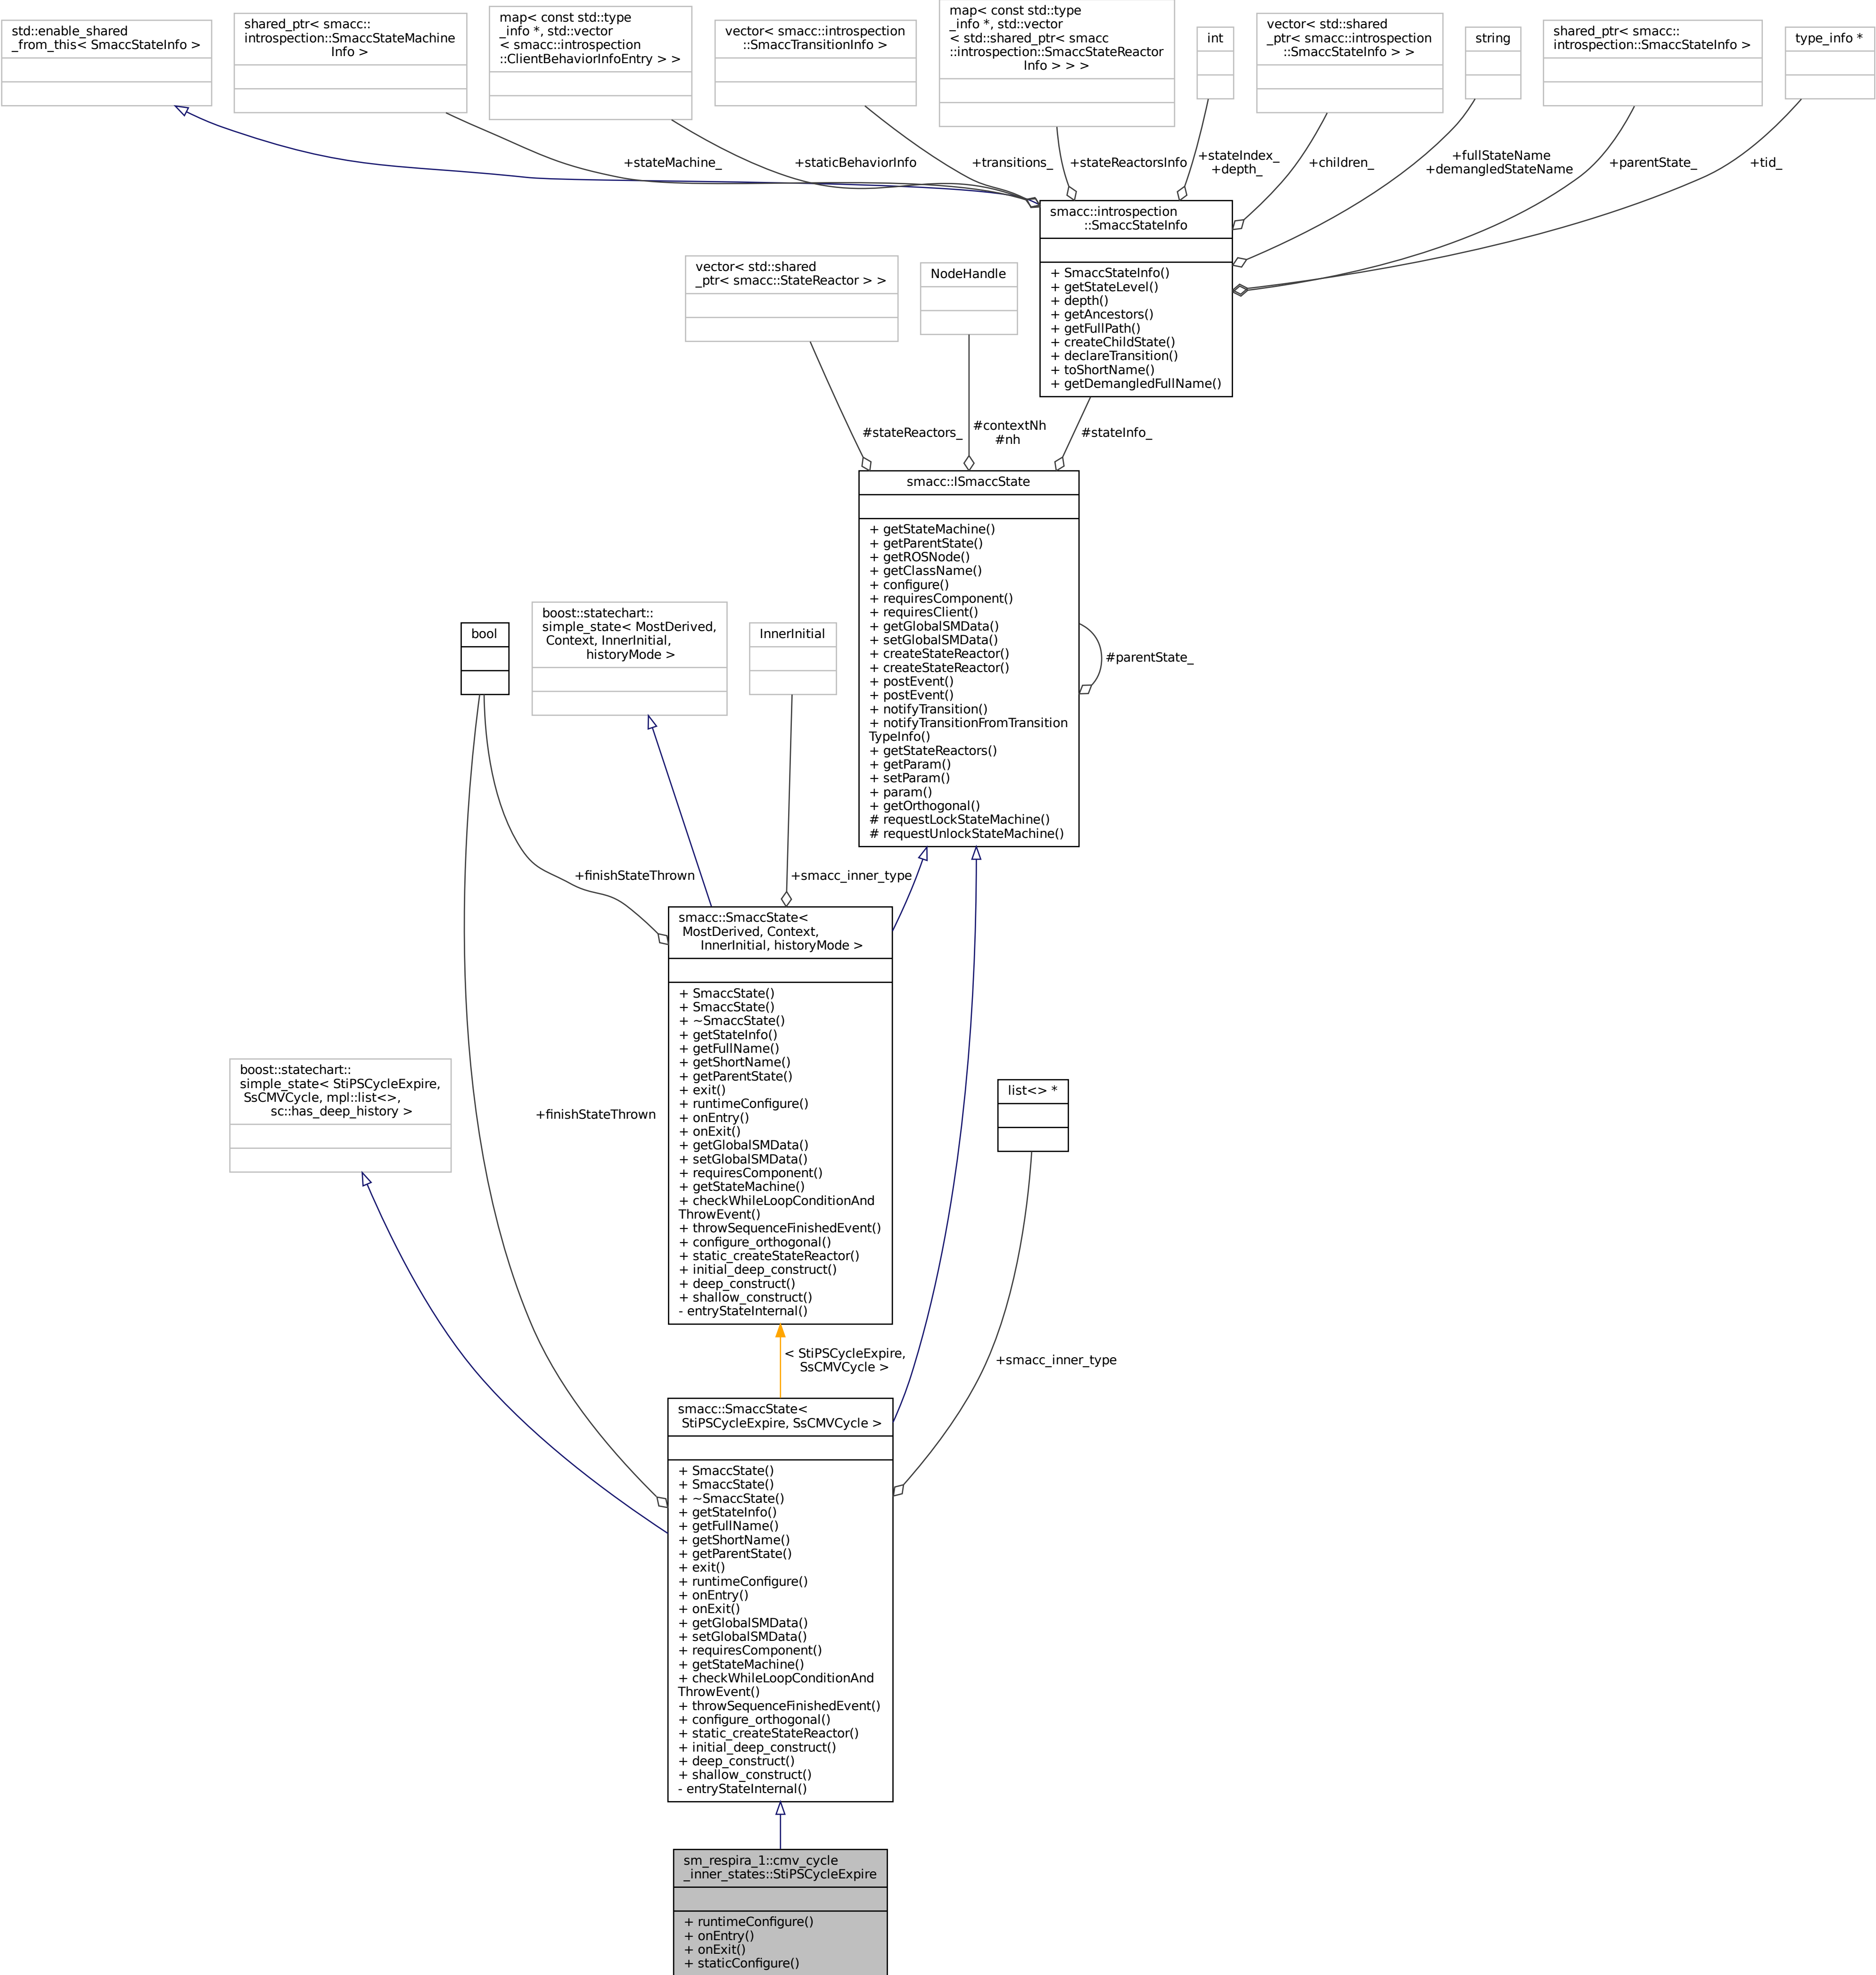 std::enable_shared
_from_this< SmaccStateInfo >
shared_ptr< smacc::
introspection::SmaccStateMachine
Info >
map< const std::type
_info *, std::vector
< smacc::introspection
::ClientBehaviorInfoEntry > >
vector< smacc::introspection
::SmaccTransitionInfo >
map< const std::type
_info *, std::vector
< std::shared_ptr< smacc
::introspection::SmaccStateReactor
Info > > >
int
vector< std::shared
_ptr< smacc::introspection
::SmaccStateInfo > >
string
shared_ptr< smacc::
introspection::SmaccStateInfo >
type_info *
+stateMachine_
+staticBehaviorInfo
+transitions_
+stateReactorsInfo
+stateIndex_
+depth_
+children_
+fullStateName
+demangledStateName
+parentState_
+tid_
smacc::introspection
::SmaccStateInfo
+ SmaccStateInfo()
+ getStateLevel()
+ depth()
+ getAncestors()
+ getFullPath()
+ createChildState()
+ declareTransition()
+ toShortName()
+ getDemangledFullName()
vector< std::shared
_ptr< smacc::StateReactor > >
NodeHandle
#stateReactors_
#contextNh
#nh
#stateInfo_
smacc::ISmaccState
+ getStateMachine()
+ getParentState()
+ getROSNode()
+ getClassName()
+ configure()
+ requiresComponent()
+ requiresClient()
+ getGlobalSMData()
+ setGlobalSMData()
+ createStateReactor()
+ createStateReactor()
+ postEvent()
+ postEvent()
+ notifyTransition()
+ notifyTransitionFromTransition
TypeInfo()
+ getStateReactors()
+ getParam()
+ setParam()
+ param()
+ getOrthogonal()
# requestLockStateMachine()
# requestUnlockStateMachine()
#parentState_
bool
boost::statechart::
simple_state< MostDerived,
Context, InnerInitial,
historyMode >
InnerInitial
+finishStateThrown
+smacc_inner_type
smacc::SmaccState<
MostDerived, Context,
InnerInitial, historyMode >
+ SmaccState()
+ SmaccState()
+ ~SmaccState()
+ getStateInfo()
+ getFullName()
+ getShortName()
+ getParentState()
+ exit()
+ runtimeConfigure()
+ onEntry()
+ onExit()
+ getGlobalSMData()
+ setGlobalSMData()
+ requiresComponent()
+ getStateMachine()
+ checkWhileLoopConditionAnd
ThrowEvent()
+ throwSequenceFinishedEvent()
+ configure_orthogonal()
+ static_createStateReactor()
+ initial_deep_construct()
+ deep_construct()
+ shallow_construct()
- entryStateInternal()
boost::statechart::
simple_state< StiPSCycleExpire,
SsCMVCycle, mpl::list<>,
sc::has_deep_history >
+finishStateThrown
list<> *
< StiPSCycleExpire,
SsCMVCycle >
+smacc_inner_type
smacc::SmaccState<
StiPSCycleExpire, SsCMVCycle >
+ SmaccState()
+ SmaccState()
+ ~SmaccState()
+ getStateInfo()
+ getFullName()
+ getShortName()
+ getParentState()
+ exit()
+ runtimeConfigure()
+ onEntry()
+ onExit()
+ getGlobalSMData()
+ setGlobalSMData()
+ requiresComponent()
+ getStateMachine()
+ checkWhileLoopConditionAnd
ThrowEvent()
+ throwSequenceFinishedEvent()
+ configure_orthogonal()
+ static_createStateReactor()
+ initial_deep_construct()
+ deep_construct()
+ shallow_construct()
- entryStateInternal()
sm_respira_1::cmv_cycle
_inner_states::StiPSCycleExpire
+ runtimeConfigure()
+ onEntry()
+ onExit()
+ staticConfigure()